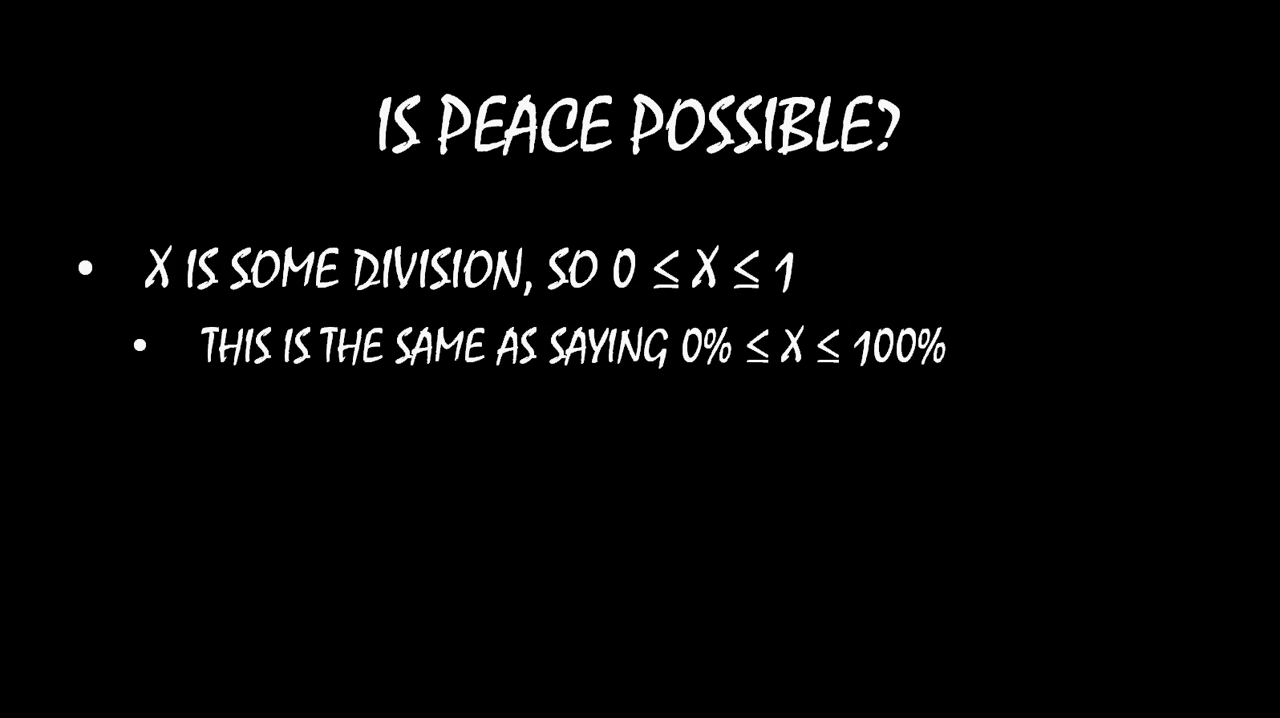 IS PEACE POSSIBLE?
• X IS SOME DIVISION, SO 0 ≤ X ≤ 1
• THIS IS THE SAME AS SAYING 0% ≤ X ≤ 100%